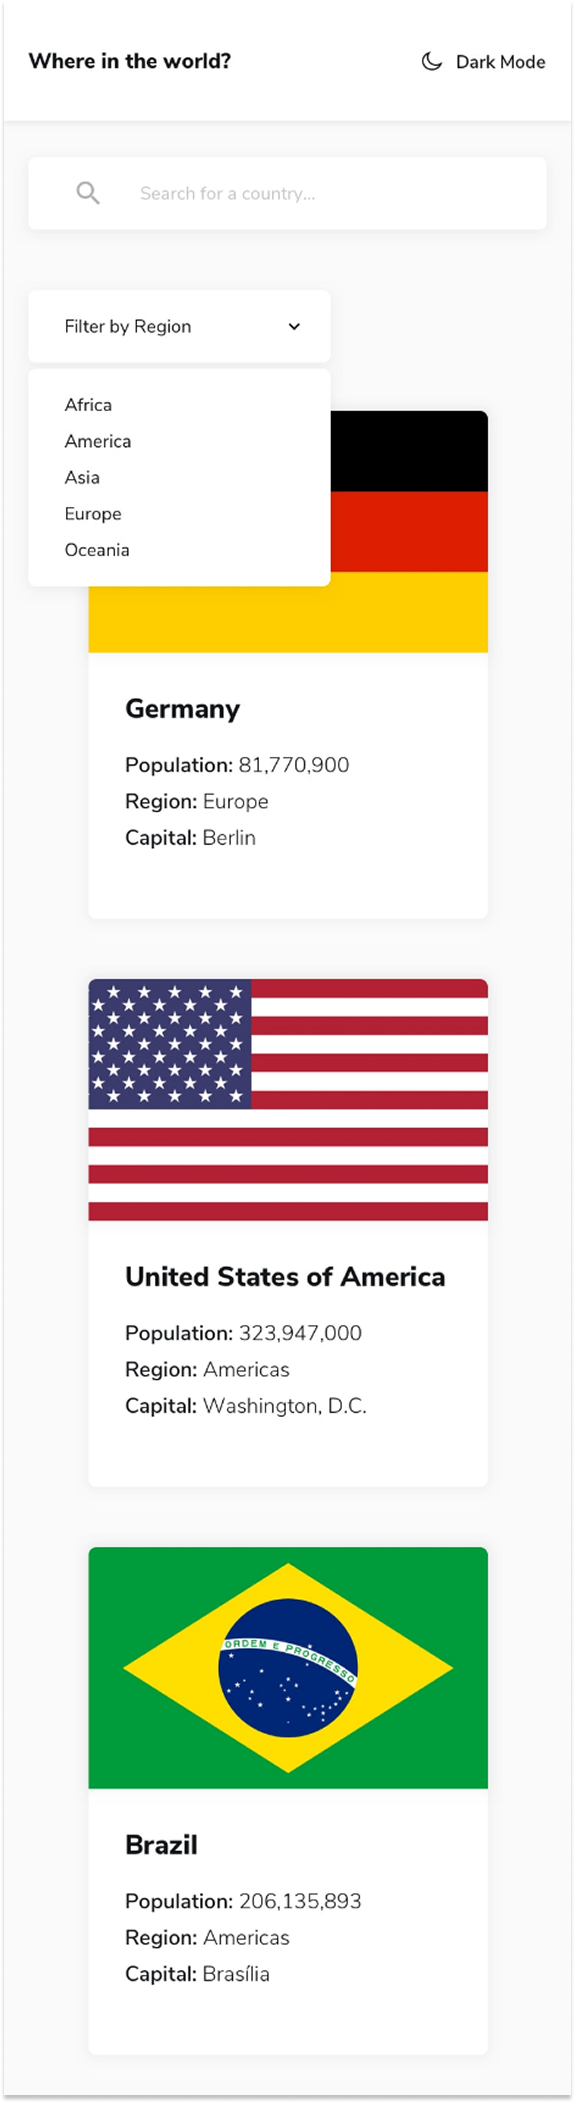 Where in the world?
Dark Mode
Search for a country...
Filter by Region
Africa
America
Asia
Europe
Oceania
Germany
Population: 81,770,900
Region: Europe
Capital: Berlin
United States of America
Population: 323,947,000
Region: Americas
Capital: Washington, D.C.
ORDEM E PROGRESSO
Brazil
Population: 206,135,893
Region: Americas
Capital: Brasília